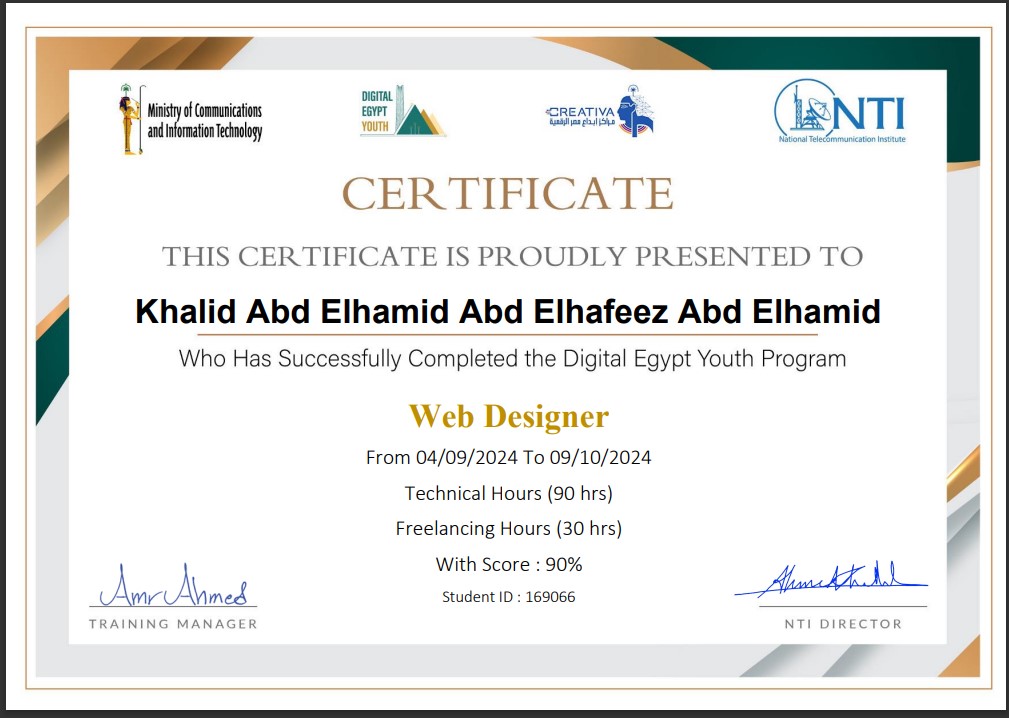 Ministry of Communications
and Information Technology
DIGITAL
EGYPT
YOUTH
CREATIVA
مراكز إبداع مصر الرقمية
NTI
National Telecommunication Institute
CERTIFICATE
THIS CERTIFICATE IS PROUDLY PRESENTED TO
Khalid Abd Elhamid Abd Elhafeez Abd Elhamid
Who Has Successfully Completed the Digital Egypt Youth Program
Web Designer
From 04/09/2024 To 09/10/2024
Technical Hours (90 hrs)
Freelancing Hours (30 hrs)
With Score : 90%
Student ID : 169066
Amr Ahmed
TRAINING MANAGER
NTI DIRECTOR